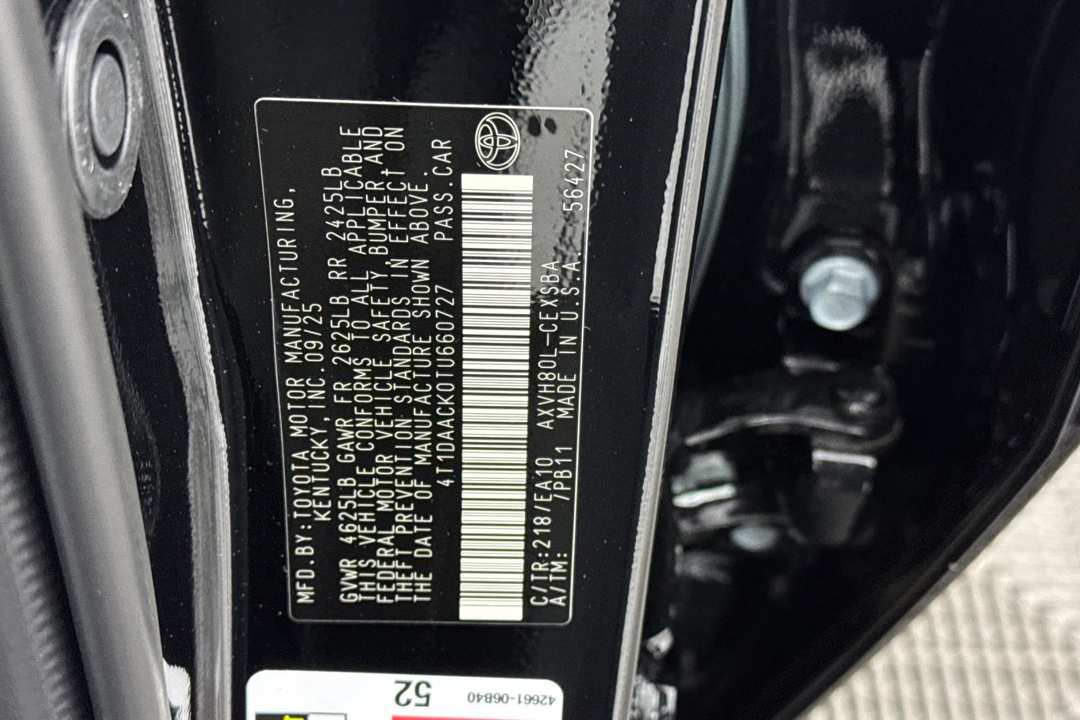 MFD.BY:TOYOTA MOTOR MANUFACTURING,
KENTUCKY, INC.09/25
GVWR 4625LB GAWR FR 2625LB RR 2425LB
THIS VEHICLE CONFORMS TO ALL APPLICABLE
FEDERAL MOTOR VEHICLE SAFETY, BUMPER AND
THEFT PREVENTION STANDARDS IN EFFECT ON
THE DATE OF MANUFACTURE SHOWN ABOVE.
4T1DAACK0TU660727 PASS.CAR
C/TR:218/EA10 AXVH80L-CEXSBA
A/TM: /PB11 MADE IN U.S.A. 56427
52
42661-06B40